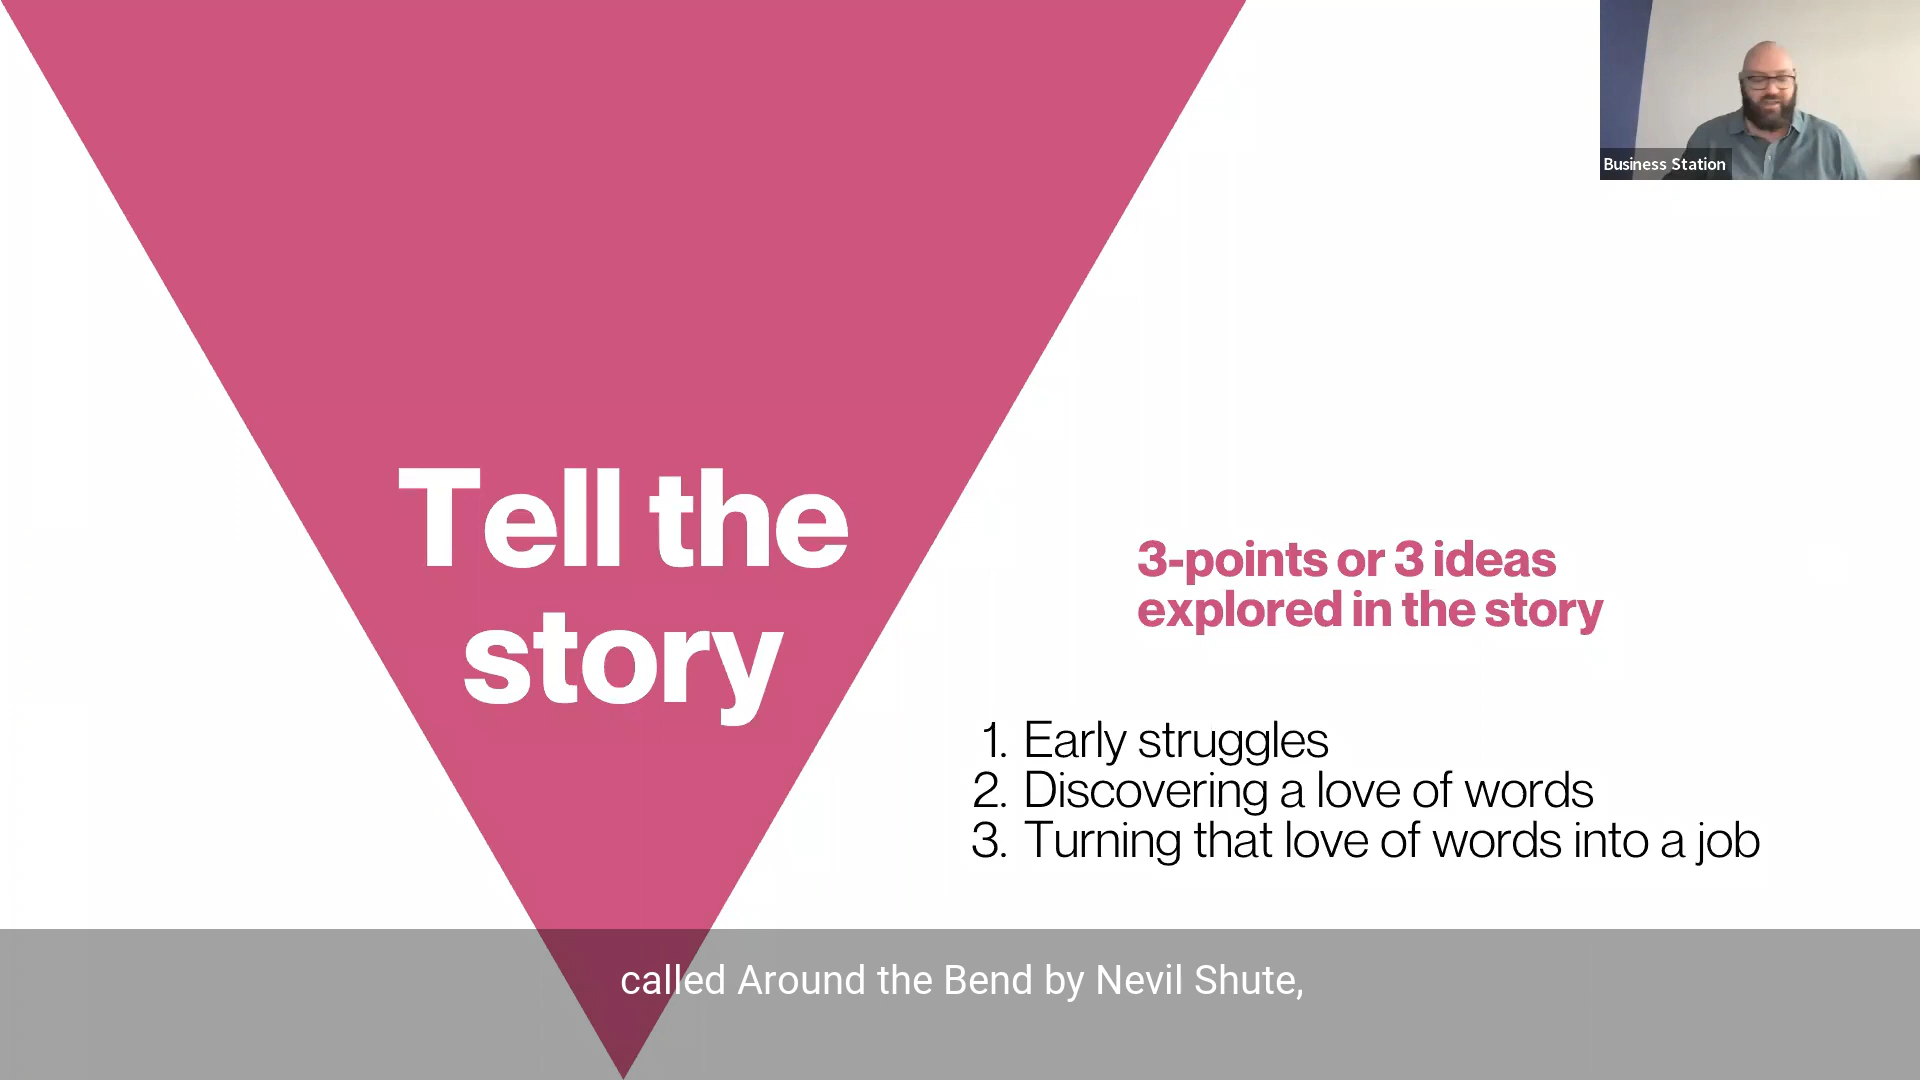 Business Station
Tell the
story
3-points or 3 ideas
explored in the story
1. Early struggles
2. Discovering a love of words
3. Turning that love of words into a job
called Around the Bend by Nevil Shute,